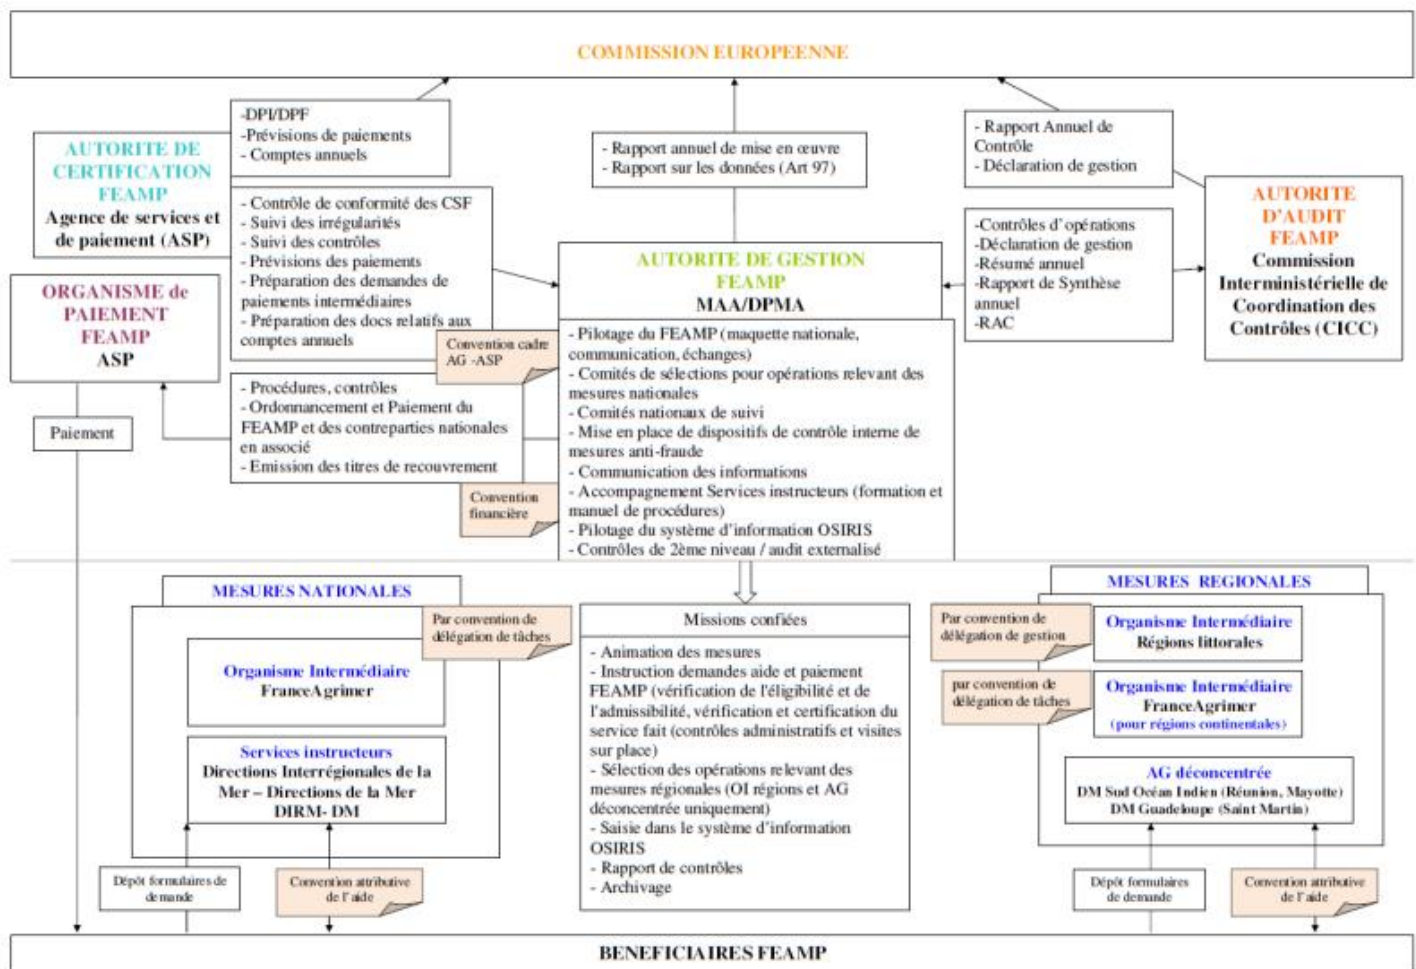 COMMISSION EUROPEENNE
-DPI/DPF
-Prévisions de paiements
- Comptes annuels
AUTORITE DE
CERTIFICATION
FEAMP
Agence de services et
de paiement (ASP)
- Rapport annuel de mise en œuvre
- Rapport sur les données (Art 97)
- Rapport Annuel de
Contrôle
- Déclaration de gestion
- Contrôle de conformité des CSF
- Suivi des irrégularités
- Suivi des contrôles
- Prévisions des paiements
- Préparation des demandes de
paiements intermédiaires
- Préparation des docs relatifs aux
comptes annuels
-Contrôles d'opérations
-Déclaration de gestion
-Résumé annuel
-Rapport de Synthèse
annuel
-RAC
AUTORITE
D'AUDIT
FEAMP
Commission
Interministérielle de
Coordination des
Contrôles (CICC)
ORGANISME de
PAIEMENT
FEAMP
ASP
AUTORITE DE GESTION
FEAMP
MAA/DPMA
- Pilotage du FEAMP (maquette nationale,
communication, échanges)
- Comités de sélections pour opérations relevant des
mesures nationales
- Comités nationaux de suivi
- Mise en place de dispositifs de contrôle interne de
mesures anti-fraude
- Communication des informations
- Accompagnement Services instructeurs (formation et
manuel de procédures)
- Pilotage du système d'information OSIRIS
- Contrôles de 2ème niveau / audit externalisé
Convention cadre
AG -ASP
Paiement
- Procédures, contrôles
- Ordonnancement et Paiement du
FEAMP et des contreparties nationales
en associé
- Emission des titres de recouvrement
Convention
financière
MESURES NATIONALES
Par convention de
délégation de tâches
Organisme Intermédiaire
FranceAgrimer
Services instructeurs
Directions Interrégionales de la
Mer – Directions de la Mer
DIRM- DM
Missions confiées
- Animation des mesures
- Instruction demandes aide et paiement
FEAMP (vérification de l'éligibilité et de
l'admissibilité, vérification et certification du
service fait (contrôles administratifs et visites
sur place)
- Sélection des opérations relevant des
mesures régionales (OI régions et AG
déconcentrée uniquement)
- Saisie dans le système d'information
OSIRIS
- Rapport de contrôles
- Archivage
MESURES REGIONALES
Par convention de
délégation de gestion
Organisme Intermédiaire
Régions littorales
par convention de
délégation de tâches
Organisme Intermédiaire
FranceAgrimer
(pour régions continentales)
AG déconcentrée
DM Sud Océan Indien (Réunion, Mayotte)
DM Guadeloupe (Saint Martin)
Dépôt formulaires de
demande
Convention attributive
de l'aide
Dépôt formulaires
de demande
Convention attributive
de l'aide
BENEFICIAIRES FEAMP